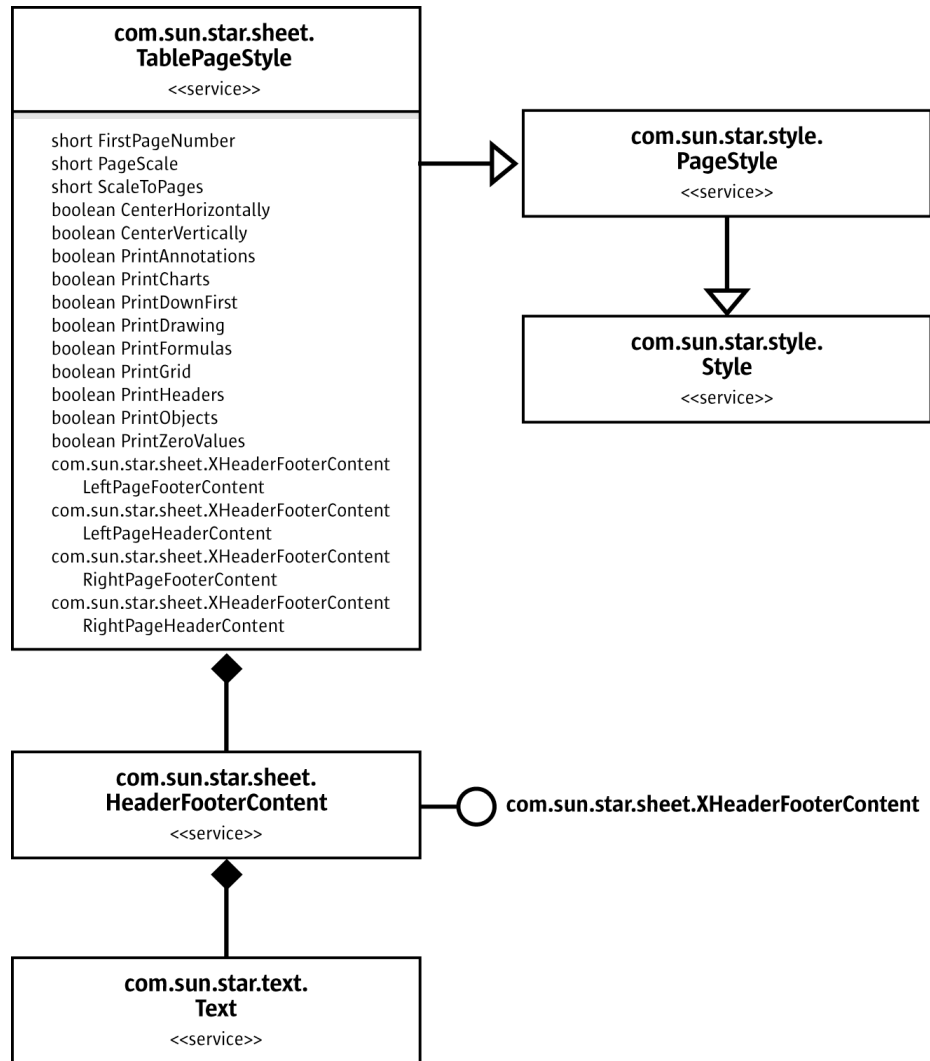 com.sun.star.sheet.
TablePageStyle
<<service>>
short FirstPageNumber
short PageScale
short ScaleToPages
boolean CenterHorizontally
boolean CenterVertically
boolean PrintAnnotations
boolean PrintCharts
boolean PrintDownFirst
boolean PrintDrawing
boolean PrintFormulas
boolean PrintGrid
boolean PrintHeaders
boolean PrintObjects
boolean PrintZeroValues
com.sun.star.sheet.XHeaderFooterContent
LeftPageFooterContent
com.sun.star.sheet.XHeaderFooterContent
LeftPageHeaderContent
com.sun.star.sheet.XHeaderFooterContent
RightPageFooterContent
com.sun.star.sheet.XHeaderFooterContent
RightPageHeaderContent
com.sun.star.style.
PageStyle
<<service>>
com.sun.star.style.
Style
<<service>>
com.sun.star.sheet.
HeaderFooterContent
<<service>>
com.sun.star.sheet.XHeaderFooterContent
com.sun.star.text.
Text
<<service>>